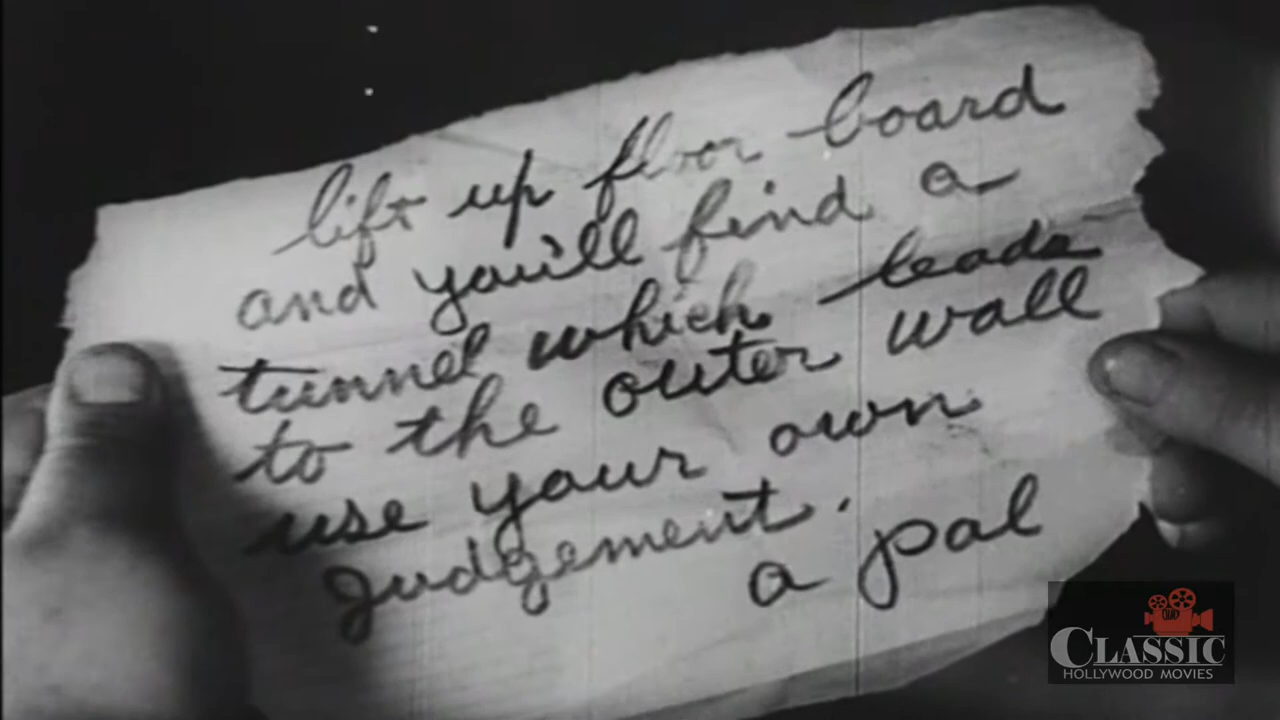 lift up floor board
and you'll find a
tunnel which leads
to the outer wall
use your own
Judgement.
a pal
CLASSIC
HOLLYWOOD MOVIES